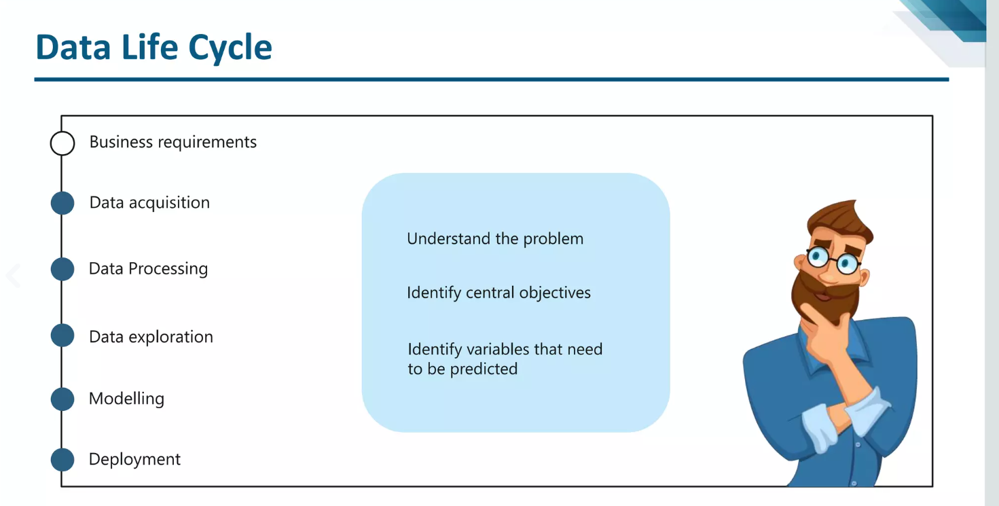 Data Life Cycle
Business requirements
Data acquisition
Data Processing
Data exploration
Modelling
Deployment
Understand the problem
Identify central objectives
Identify variables that need
to be predicted